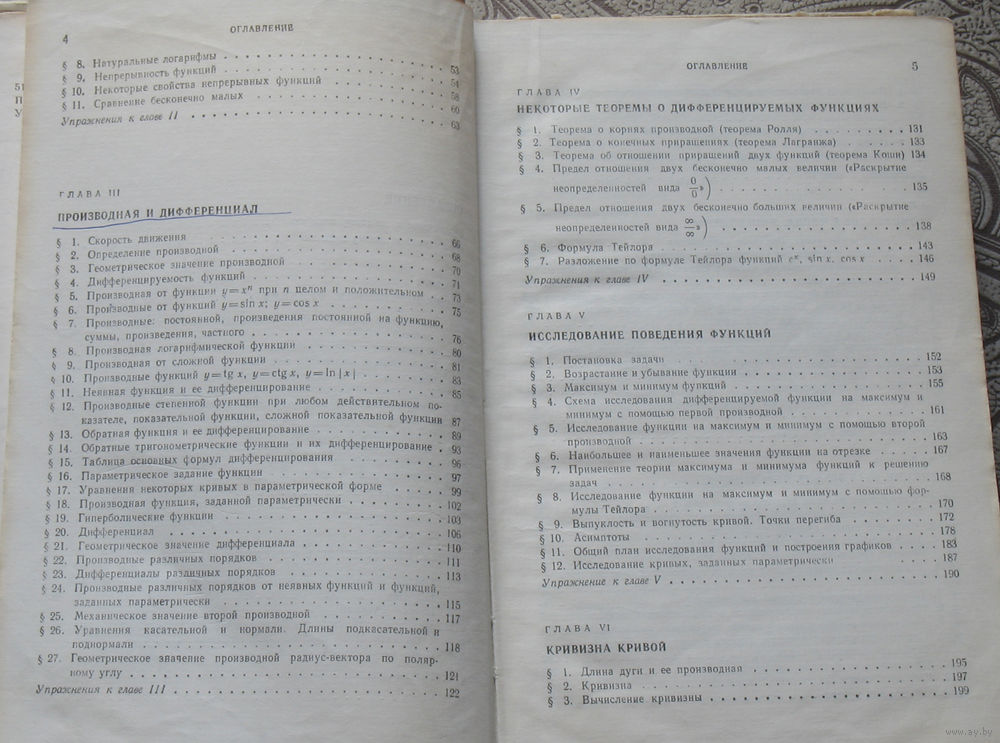 51
П
У
4
ОГЛАВЛЕНИЕ
§ 8. Натуральные логарифмы 53
§ 9. Непрерывность функций 54
§ 10. Некоторые свойства непрерывных функций 58
§ 11. Сравнение бесконечно малых 60
Упражнения к главе II 63
ГЛАВА III
ПРОИЗВОДНАЯ И ДИФФЕРЕНЦИАЛ
§ 1. Скорость движения 66
§ 2. Определение производной 68
§ 3. Геометрическое значение производной 70
§ 4. Дифференцируемость функций 71
§ 5. Производная от функции y=xⁿ при n целом и положительном 73
§ 6. Производные от функций y=sin x; y=cos x 75
§ 7. Производные: постоянной, произведения постоянной на функцию,
суммы, произведения, частного 76
§ 8. Производная логарифмической функции 80
§ 9. Производная от сложной функции 81
§ 10. Производные функций y=tg x, y=ctg x, y=ln |x| 83
§ 11. Неявная функция и ее дифференцирование 85
§ 12. Производные степенной функции при любом действительном по-
казателе, показательной функции, сложной показательной функции 87
§ 13. Обратная функция и ее дифференцирование 89
§ 14. Обратные тригонометрические функции и их дифференцирование 93
§ 15. Таблица основных формул дифференцирования 96
§ 16. Параметрическое задание функции 97
§ 17. Уравнения некоторых кривых в параметрической форме 99
§ 18. Производная функции, заданной параметрически 102
§ 19. Гиперболические функции 103
§ 20. Дифференциал 106
§ 21. Геометрическое значение дифференциала 110
§ 22. Производные различных порядков 111
§ 23. Дифференциалы различных порядков 113
§ 24. Производные различных порядков от неявных функций и функций,
заданных параметрически 115
§ 25. Механическое значение второй производной 117
§ 26. Уравнения касательной и нормали. Длины подкасательной и
поднормали 118
§ 27. Геометрическое значение производной радиус-вектора по поляр-
ному углу 121
Упражнения к главе III 122
ОГЛАВЛЕНИЕ
5
ГЛАВА IV
НЕКОТОРЫЕ ТЕОРЕМЫ О ДИФФЕРЕНЦИРУЕМЫХ ФУНКЦИЯХ
§ 1. Теорема о корнях производной (теорема Ролля) 131
§ 2. Теорема о конечных приращениях (теорема Лагранжа) 133
§ 3. Теорема об отношении приращений двух функций (теорема Коши) 134
§ 4. Предел отношения двух бесконечно малых величин («Раскрытие
неопределенностей вида 0/0») 135
§ 5. Предел отношения двух бесконечно больших величин («Раскрытие
неопределенностей вида ∞/∞») 138
§ 6. Формула Тейлора 143
§ 7. Разложение по формуле Тейлора функций eˣ, sin x, cos x 146
Упражнения к главе IV 149
ГЛАВА V
ИССЛЕДОВАНИЕ ПОВЕДЕНИЯ ФУНКЦИЙ
§ 1. Постановка задачи 152
§ 2. Возрастание и убывание функции 153
§ 3. Максимум и минимум функций 155
§ 4. Схема исследования дифференцируемой функции на максимум и
минимум с помощью первой производной 161
§ 5. Исследование функции на максимум и минимум с помощью второй
производной 163
§ 6. Наибольшее и наименьшее значения функции на отрезке 167
§ 7. Применение теории максимума и минимума функций к решению
задач 168
§ 8. Исследование функции на максимум и минимум с помощью фор-
мулы Тейлора 170
§ 9. Выпуклость и вогнутость кривой. Точки перегиба 172
§ 10. Асимптоты 178
§ 11. Общий план исследования функций и построения графиков 183
§ 12. Исследование кривых, заданных параметрически 187
Упражнение к главе V 190
ГЛАВА VI
КРИВИЗНА КРИВОЙ
§ 1. Длина дуги и ее производная 195
§ 2. Кривизна 197
§ 3. Вычисление кривизны 199
www.ay.by